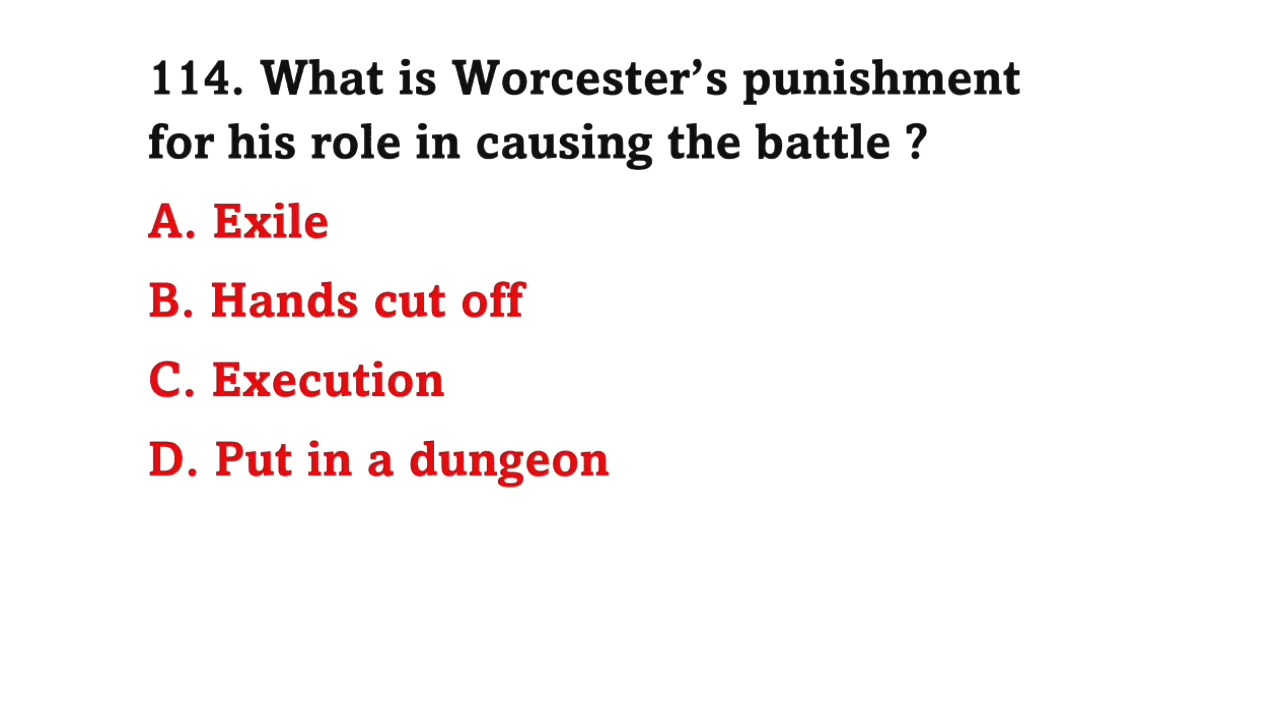 114. What is Worcester’s punishment
for his role in causing the battle ?
A. Exile
B. Hands cut off
C. Execution
D. Put in a dungeon